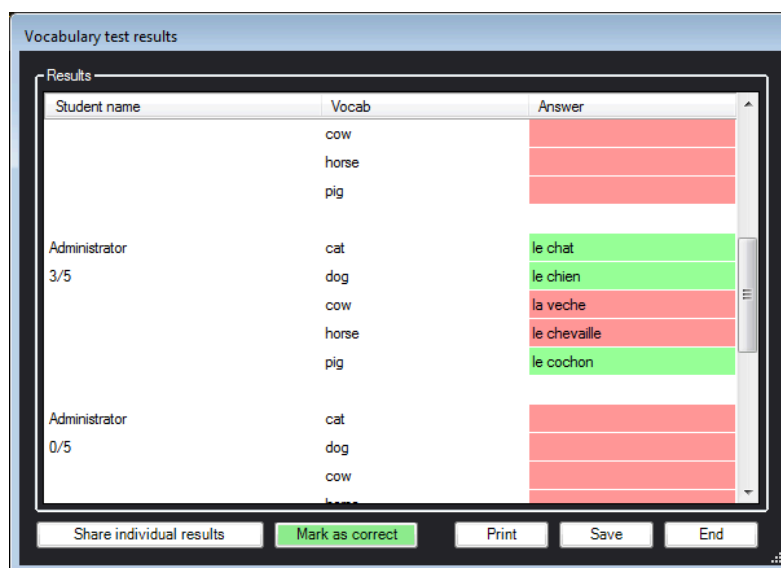 Vocabulary test results
Results
Student name Vocab Answer
cow
horse
pig
Administrator cat le chat
3/5 dog le chien
cow la veche
horse le chevaille
pig le cochon
Administrator cat
0/5 dog
cow
horse
Share individual results Mark as correct Print Save End